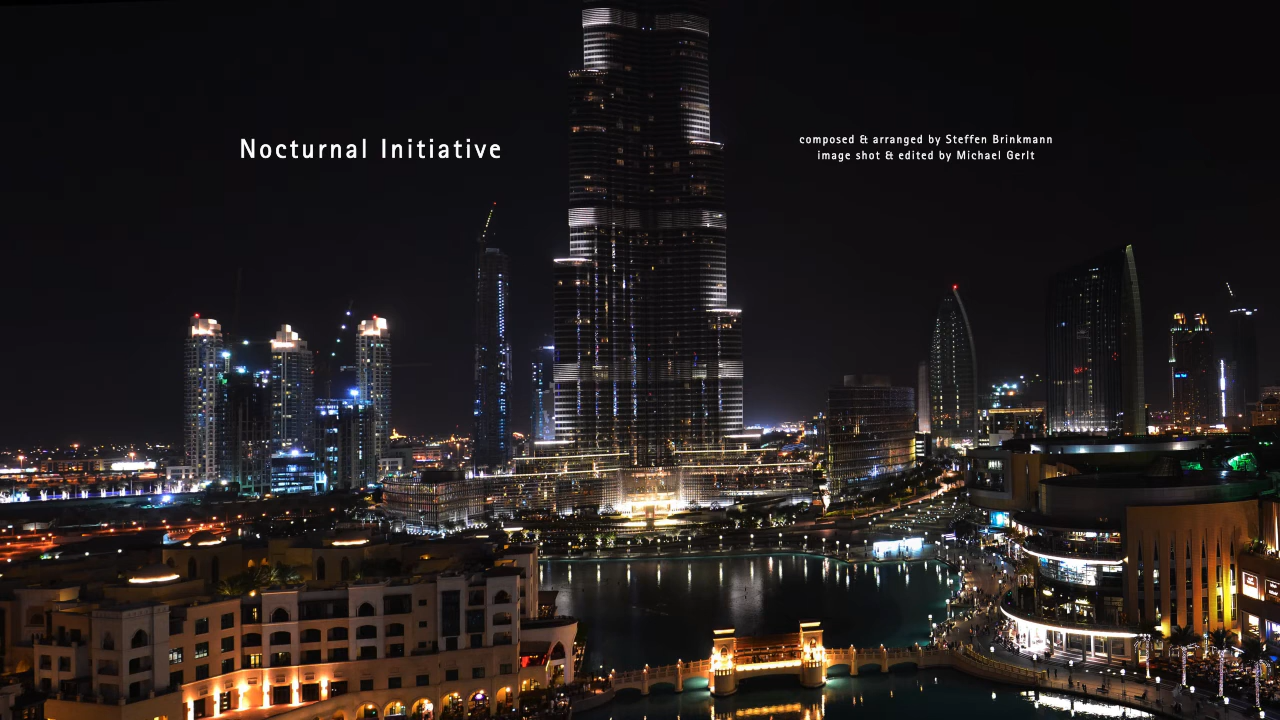 Nocturnal Initiative
composed & arranged by Steffen Brinkmann
image shot & edited by Michael Gerlt